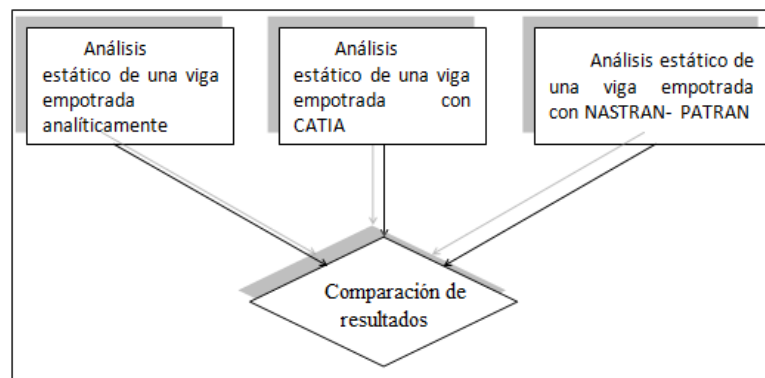 Análisis
estático de una viga
empotrada
analíticamente
Análisis
estático de una viga
empotrada con
CATIA
Análisis estático de
una viga empotrada
con NASTRAN- PATRAN
Comparación de
resultados